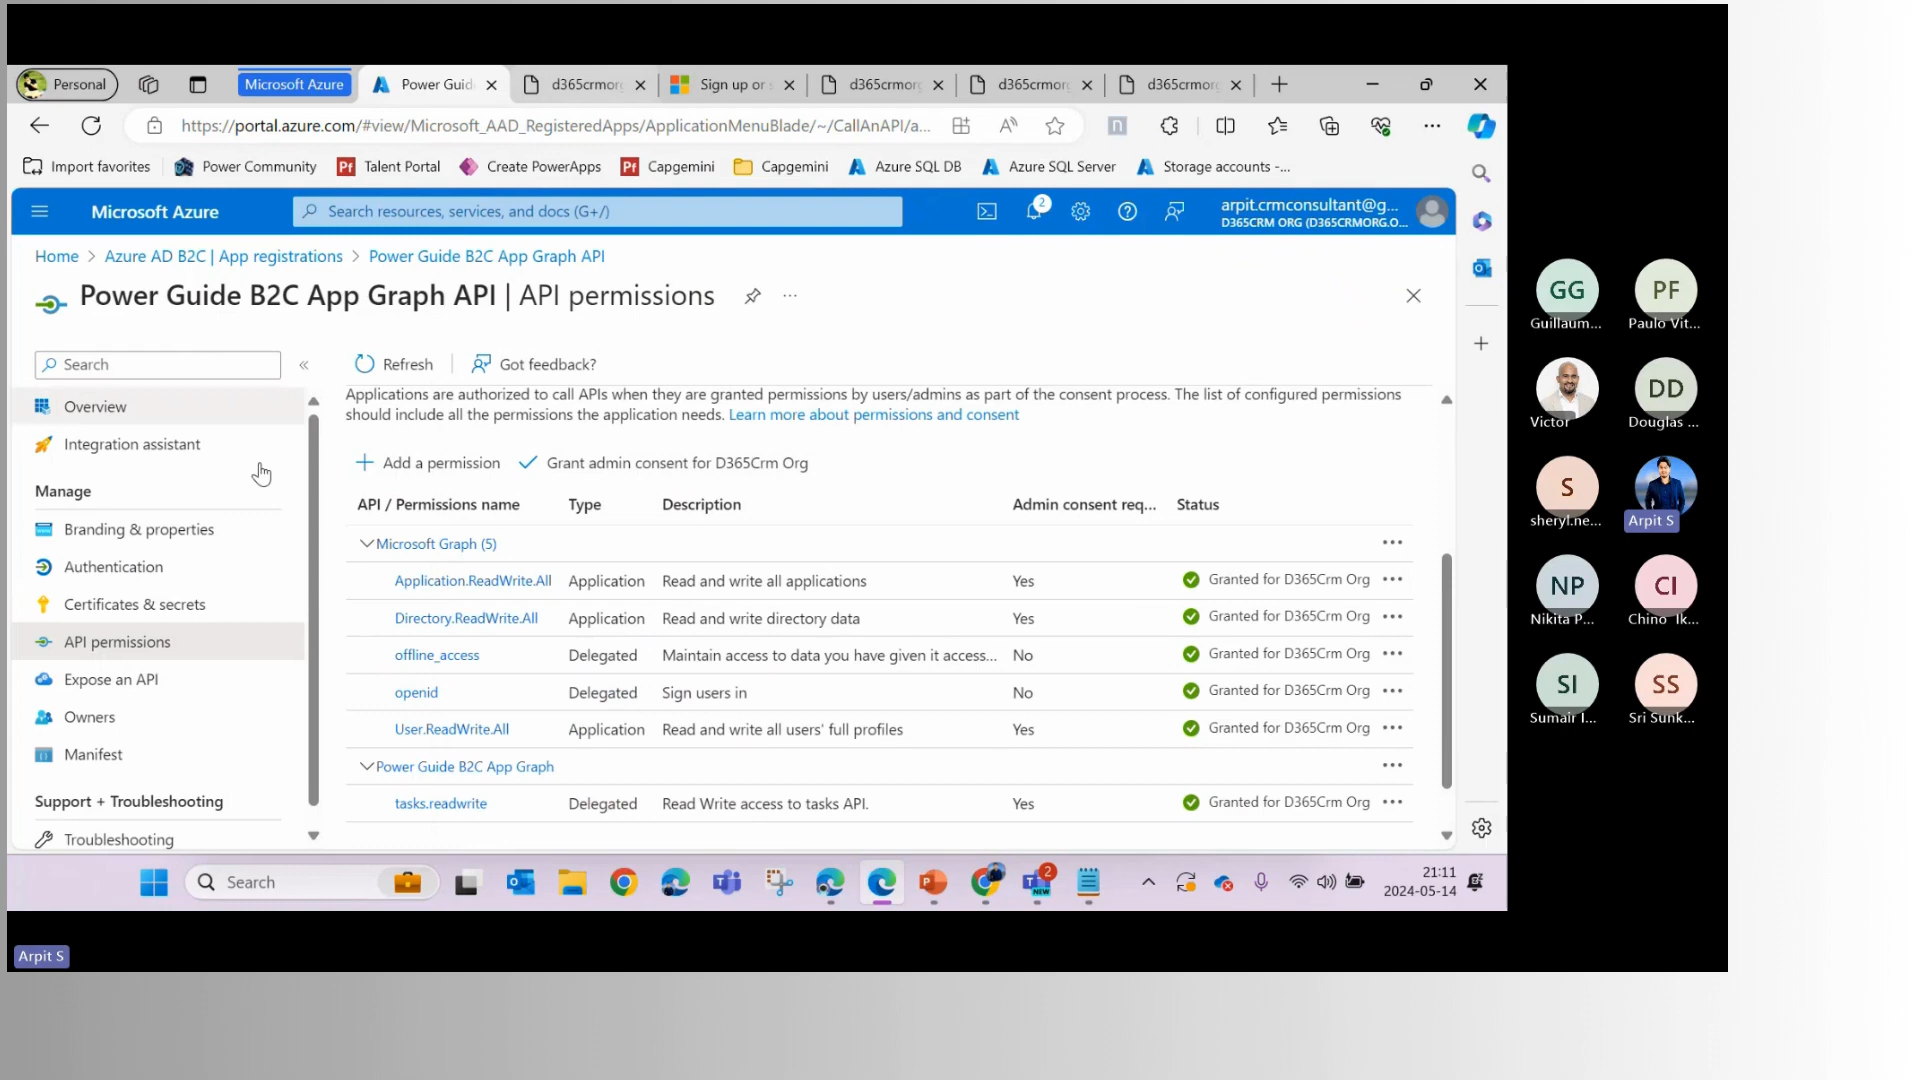 Personal
Microsoft Azure
Power Guid
d365crmorg
Sign up or s
d365crmorg
d365crmorg
d365crmorg
https://portal.azure.com/#view/Microsoft_AAD_RegisteredApps/ApplicationMenuBlade/~/CallAnAPI/a...
Import favorites
Power Community
Talent Portal
Create PowerApps
Capgemini
Capgemini
Azure SQL DB
Azure SQL Server
Storage accounts -...
Microsoft Azure
Search resources, services, and docs (G+/)
2
arpit.crmconsultant@g...
D365CRM ORG (D365CRMORG.O...
Home > Azure AD B2C | App registrations > Power Guide B2C App Graph API
Power Guide B2C App Graph API | API permissions
Search
Refresh
Got feedback?
Overview
Integration assistant
Manage
Branding & properties
Authentication
Certificates & secrets
API permissions
Expose an API
Owners
Manifest
Support + Troubleshooting
Troubleshooting
Applications are authorized to call APIs when they are granted permissions by users/admins as part of the consent process. The list of configured permissions
should include all the permissions the application needs. Learn more about permissions and consent
Add a permission
Grant admin consent for D365Crm Org
API / Permissions name Type Description Admin consent req... Status
Microsoft Graph (5)
Application.ReadWrite.All Application Read and write all applications Yes Granted for D365Crm Org
Directory.ReadWrite.All Application Read and write directory data Yes Granted for D365Crm Org
offline_access Delegated Maintain access to data you have given it access... No Granted for D365Crm Org
openid Delegated Sign users in No Granted for D365Crm Org
User.ReadWrite.All Application Read and write all users' full profiles Yes Granted for D365Crm Org
Power Guide B2C App Graph
tasks.readwrite Delegated Read Write access to tasks API. Yes Granted for D365Crm Org
Search
2
NEW
21:11
2024-05-14
GG
Guillaum...
PF
Paulo Vit...
Victor
DD
Douglas ...
S
sheryl.ne...
Arpit S
NP
Nikita P...
CI
Chino Ik...
SI
Sumair I...
SS
Sri Sunk...
Arpit S